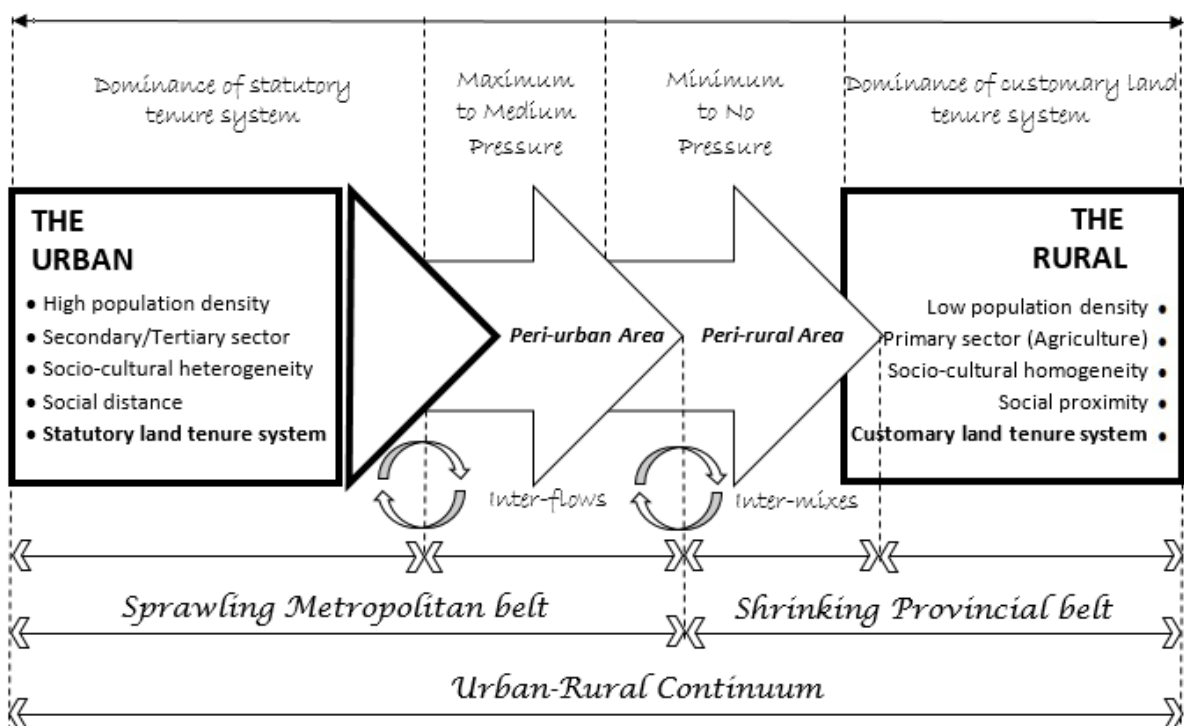 Dominance of statutory
tenure system
Maximum
to Medium
Pressure
Minimum
to No
Pressure
Dominance of customary land
tenure system
THE
URBAN
• High population density
• Secondary/Tertiary sector
• Socio-cultural heterogeneity
• Social distance
• Statutory land tenure system
Peri-urban Area
Peri-rural Area
THE
RURAL
Low population density •
Primary sector (Agriculture) •
Socio-cultural homogeneity •
Social proximity •
Customary land tenure system •
Inter-flows
Inter-mixes
Sprawling Metropolitan belt
Shrinking Provincial belt
Urban-Rural Continuum